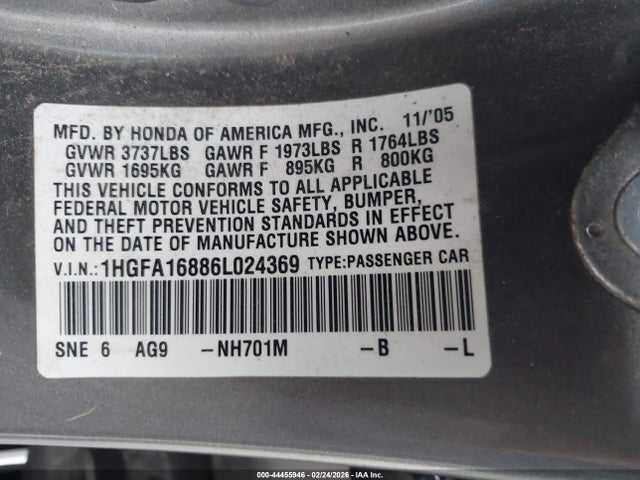 MFD. BY HONDA OF AMERICA MFG., INC. 11/'05
GVWR 3737LBS GAWR F 1973LBS R 1764LBS
GVWR 1695KG GAWR F 895KG R 800KG
THIS VEHICLE CONFORMS TO ALL APPLICABLE
FEDERAL MOTOR VEHICLE SAFETY, BUMPER,
AND THEFT PREVENTION STANDARDS IN EFFECT
ON THE DATE OF MANUFACTURE SHOWN ABOVE.
V.I.N.: 1HGFA16886L024369 TYPE:PASSENGER CAR
SNE 6 AG9 -NH701M -B -L
000-44455946 - 02/24/2026 - IAA Inc.